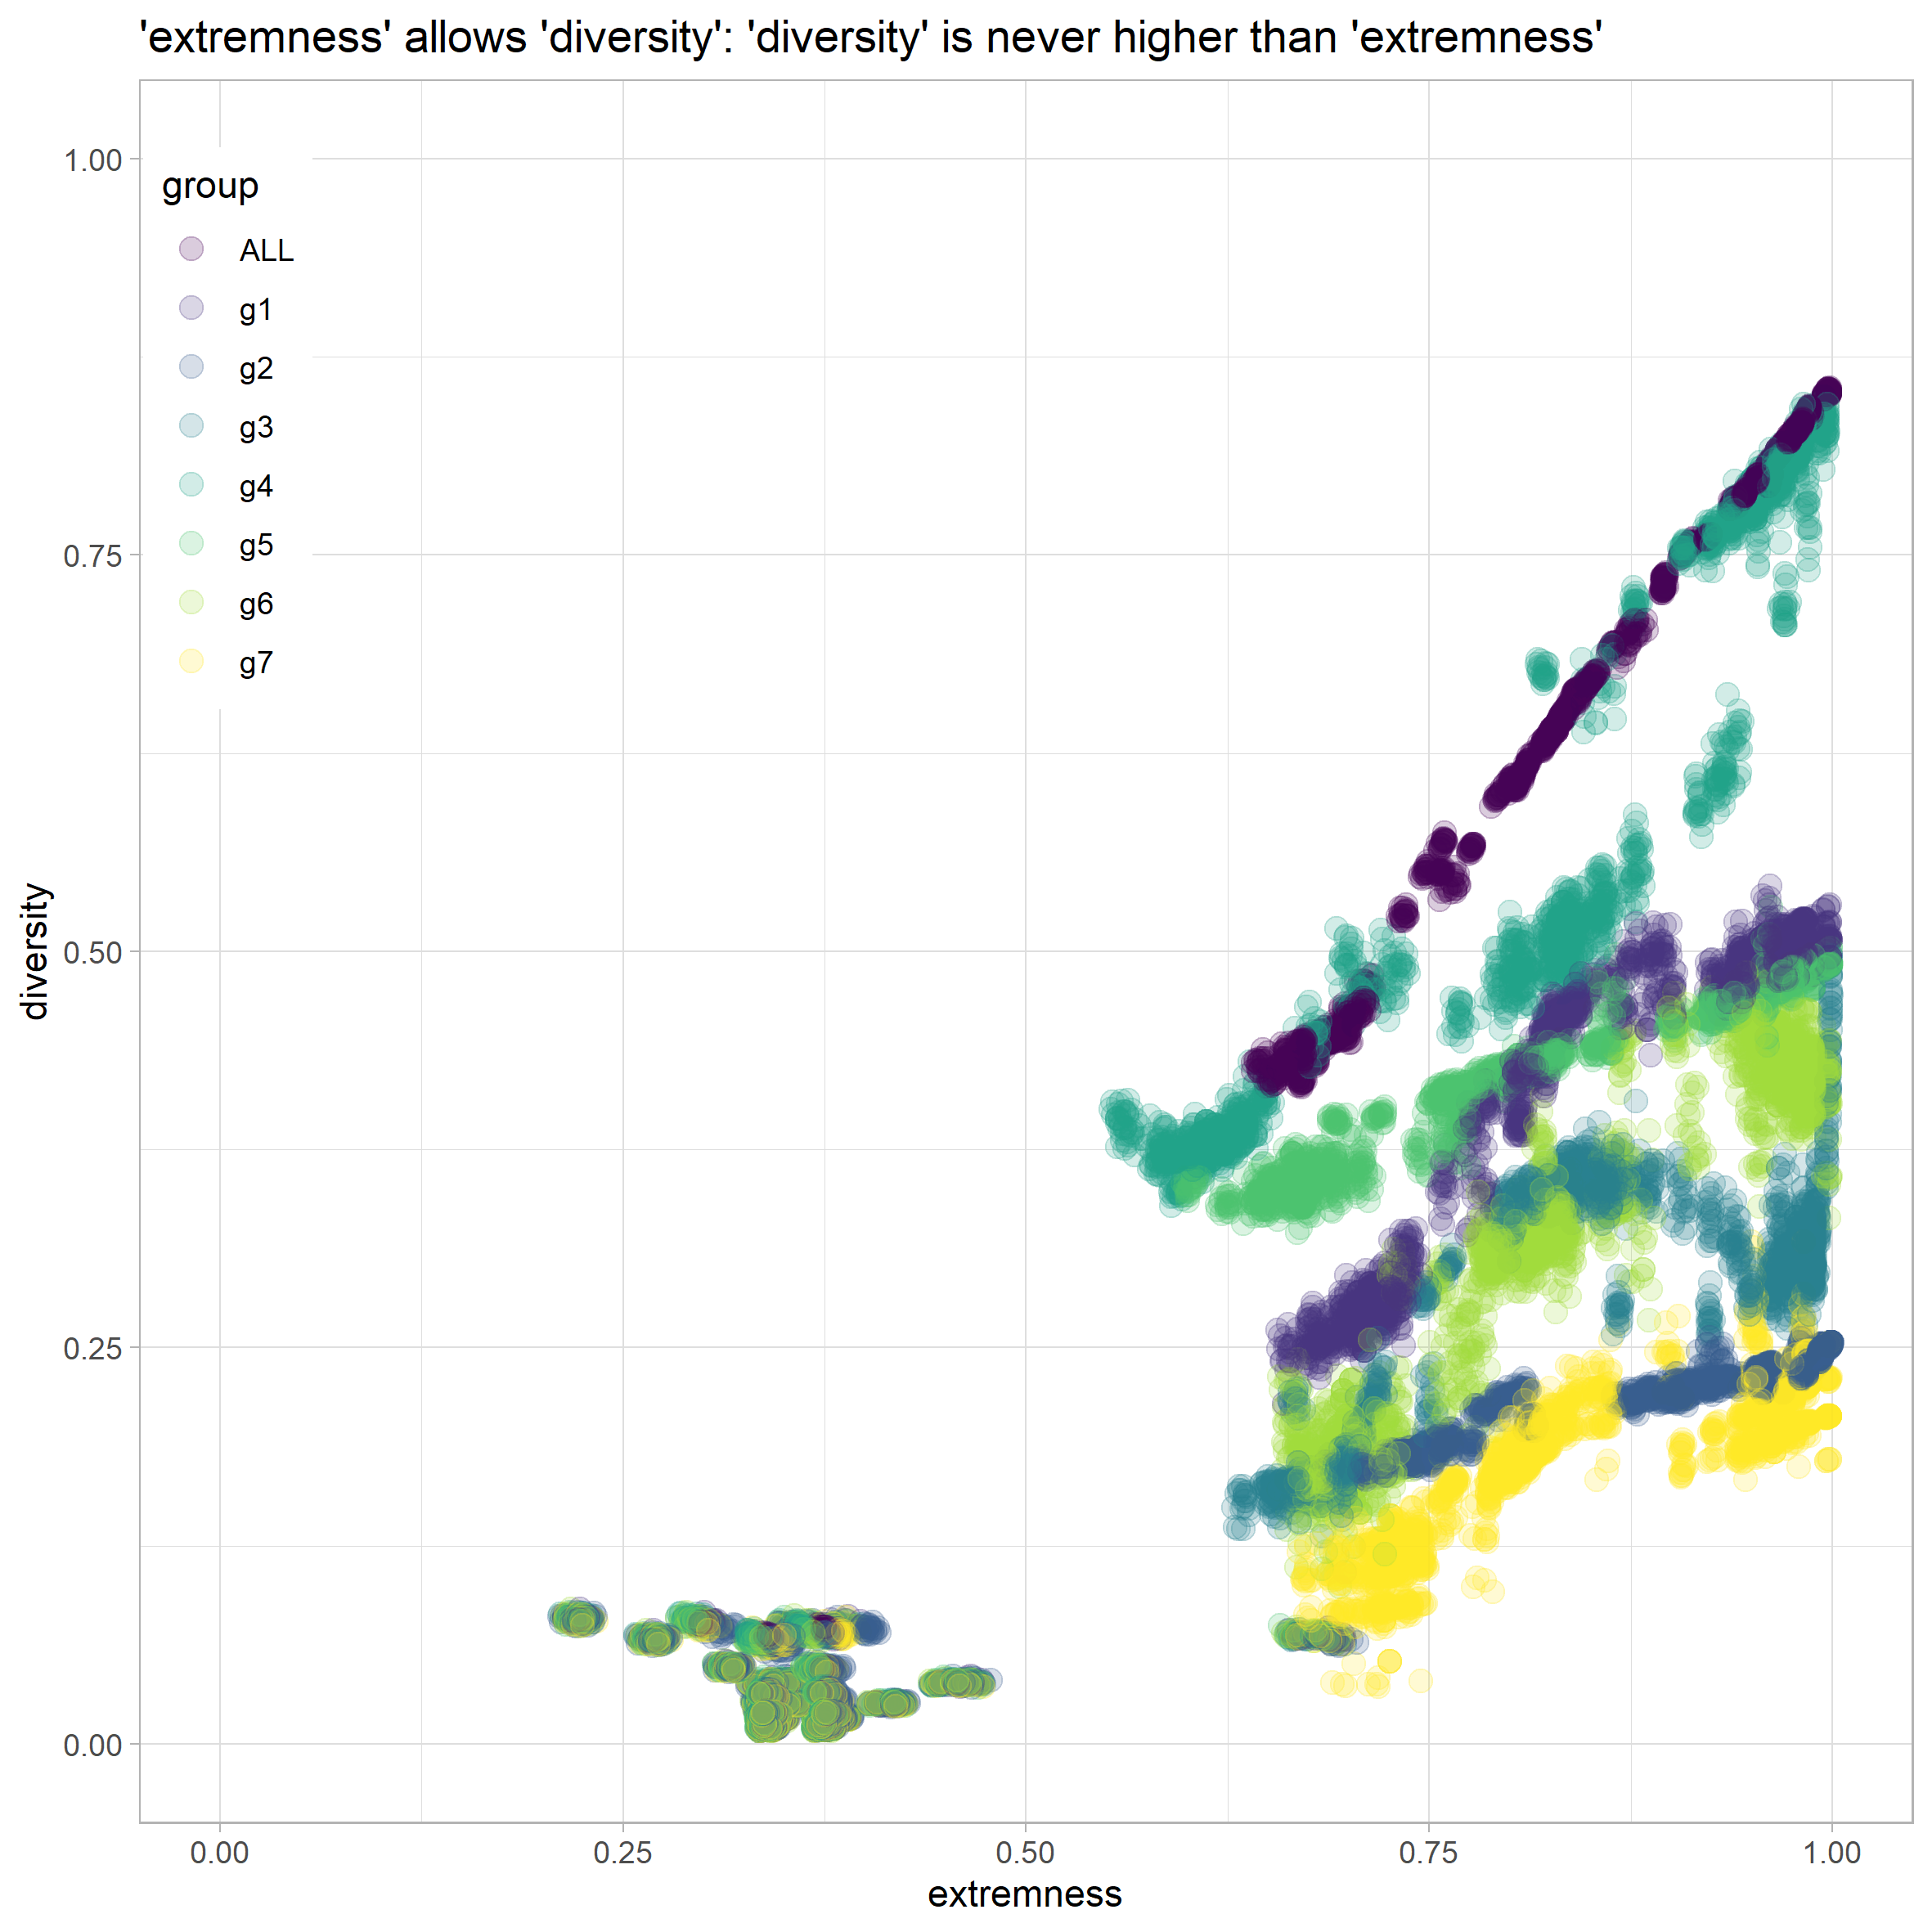 'extremness' allows 'diversity': 'diversity' is never higher than 'extremness'
group
ALL
g1
g2
g3
g4
g5
g6
g7
1.00
0.75
0.50
0.25
0.00
diversity
0.00 0.25 0.50 0.75 1.00
extremness